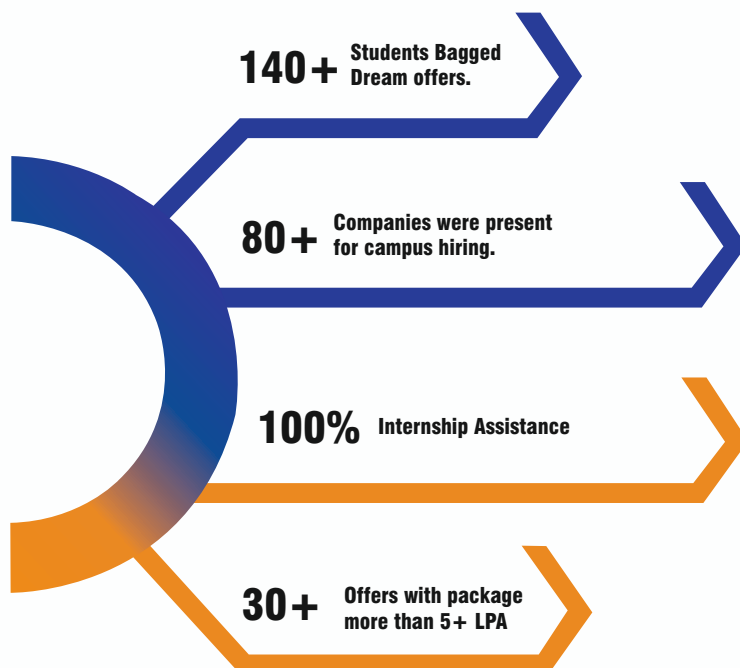 140+ Students Bagged
Dream offers.
80+ Companies were present
for campus hiring.
100% Internship Assistance
30+ Offers with package
more than 5+ LPA